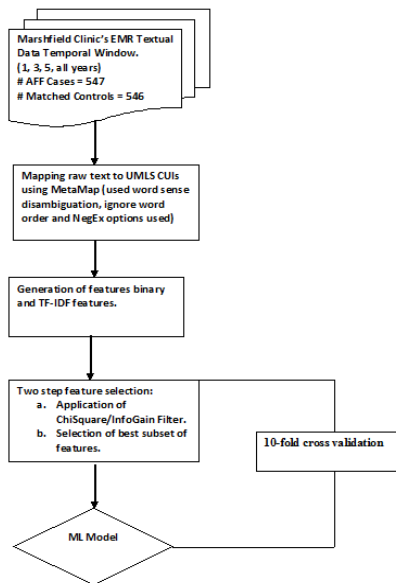 Marshfield Clinic's EMR Textual
Data Temporal Window.
(1, 3, 5, all years)
# AFF Cases = 547
# Matched Controls = 546
Mapping raw text to UMLS CUIs
using MetaMap (used word sense
disambiguation, ignore word
order and NegEx options used)
Generation of features binary
and TF-IDF features.
Two step feature selection:
a. Application of
ChiSquare/InfoGain Filter.
b. Selection of best subset of
features.
10-fold cross validation
ML Model